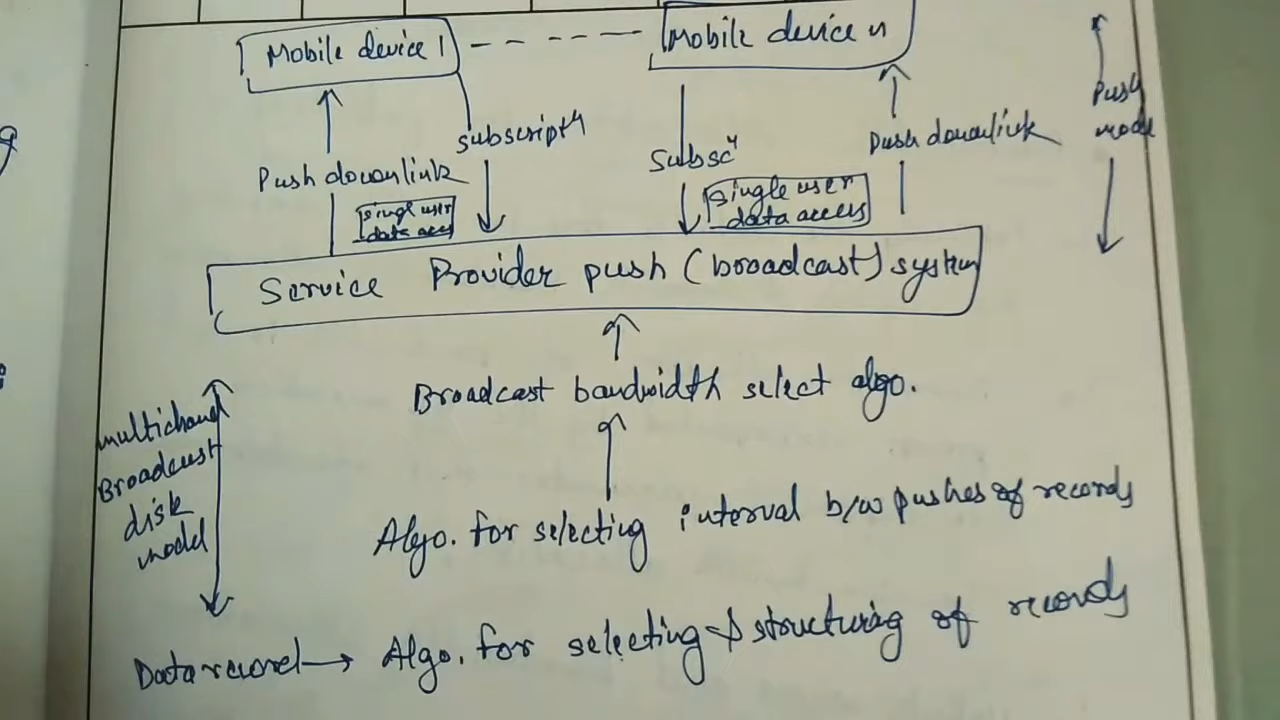 Mobile device 1 Mobile device n
Push mode
subscriptn
Subscn
Push downlink
Push downlink
single user
data access
single user
data access
Service Provider push (broadcast) system
Broadcast bandwidth select algo.
multichannel
Broadcast
disk
model
Algo. for selecting interval b/w pushes of records
Data record → Algo. for selecting & structuring of records